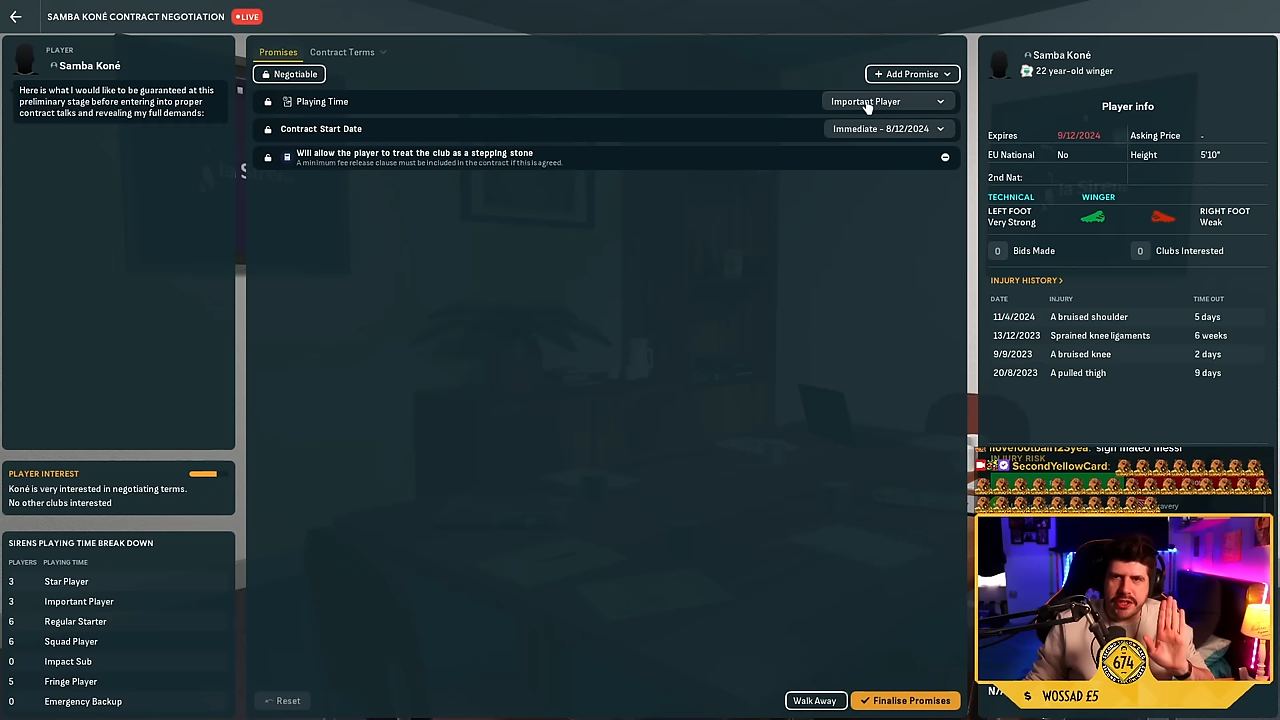 SAMBA KONÉ CONTRACT NEGOTIATION
LIVE
PLAYER
Samba Koné
Here is what I would like to be guaranteed at this
preliminary stage before entering into proper
contract talks and revealing my full demands:
PLAYER INTEREST
Koné is very interested in negotiating terms.
No other clubs interested
SIRENS PLAYING TIME BREAK DOWN
PLAYERS PLAYING TIME
3 Star Player
3 Important Player
6 Regular Starter
6 Squad Player
0 Impact Sub
5 Fringe Player
0 Emergency Backup
Promises Contract Terms
Negotiable
+ Add Promise
Playing Time
Important Player
Contract Start Date
Immediate - 8/12/2024
Will allow the player to treat the club as a stepping stone
A minimum fee release clause must be included in the contract if this is agreed.
Reset
Walk Away
Finalise Promises
Samba Koné
22 year-old winger
Player info
Expires 9/12/2024 Asking Price -
EU National No Height 5'10"
2nd Nat:
TECHNICAL WINGER
LEFT FOOT
Very Strong
RIGHT FOOT
Weak
0 Bids Made 0 Clubs Interested
INJURY HISTORY >
DATE INJURY TIME OUT
11/4/2024 A bruised shoulder 5 days
13/12/2023 Sprained knee ligaments 6 weeks
9/9/2023 A bruised knee 2 days
20/8/2023 A pulled thigh 9 days
sign mateo messi
INJURY RISK
SecondYellowCard:
674
$ WOSSAD £5